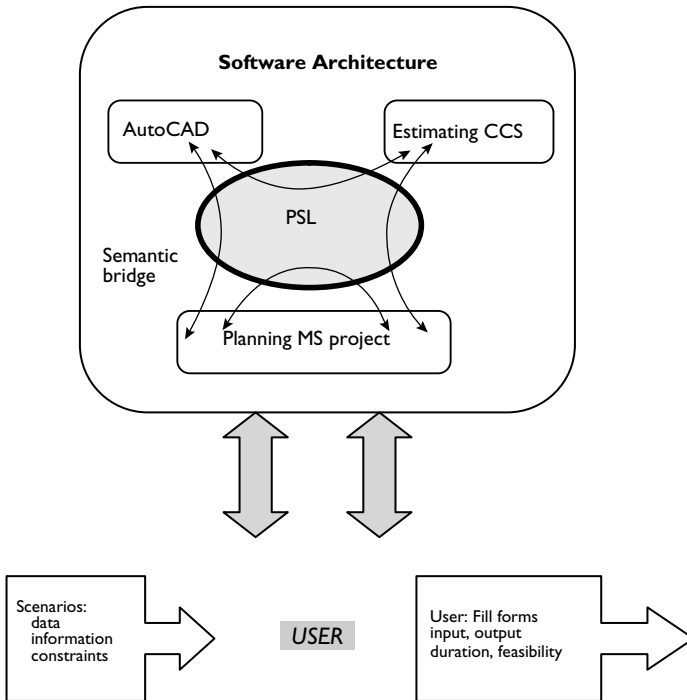 Software Architecture
AutoCAD
Estimating CCS
PSL
Semantic
bridge
Planning MS project
Scenarios:
data
information
constraints
USER
User: Fill forms
input, output
duration, feasibility